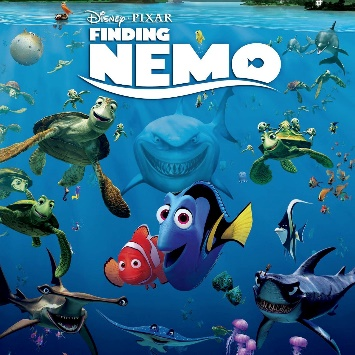 Disney · PIXAR
FINDING
NEMO